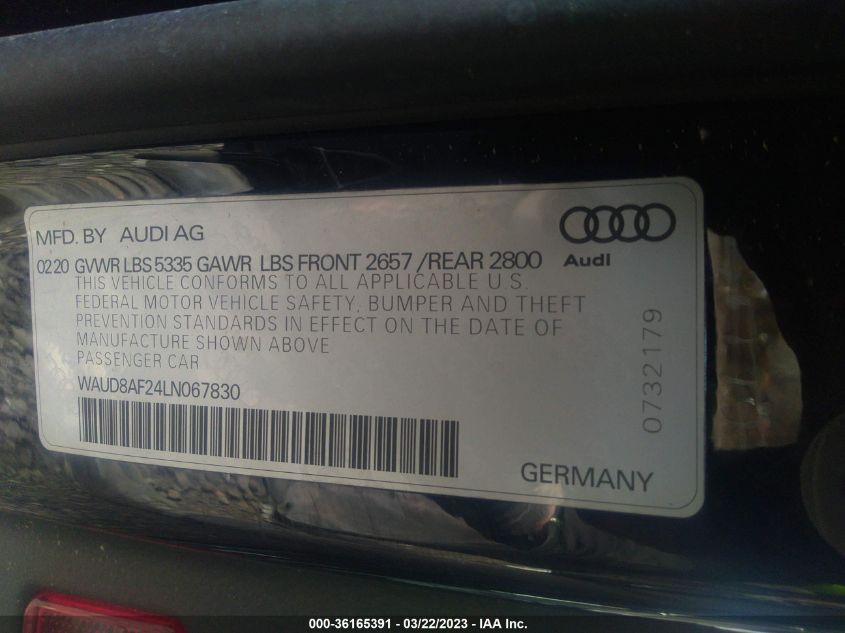 MFD. BY AUDI AG
Audi
02 20 GVWR LBS 5335 GAWR LBS FRONT 2657 /REAR 2800
THIS VEHICLE CONFORMS TO ALL APPLICABLE U.S.
FEDERAL MOTOR VEHICLE SAFETY, BUMPER AND THEFT
PREVENTION STANDARDS IN EFFECT ON THE DATE OF
MANUFACTURE SHOWN ABOVE
PASSENGER CAR
WAUD8AF24LN067830
0732179
GERMANY
000-36165391 - 03/22/2023 - IAA Inc.